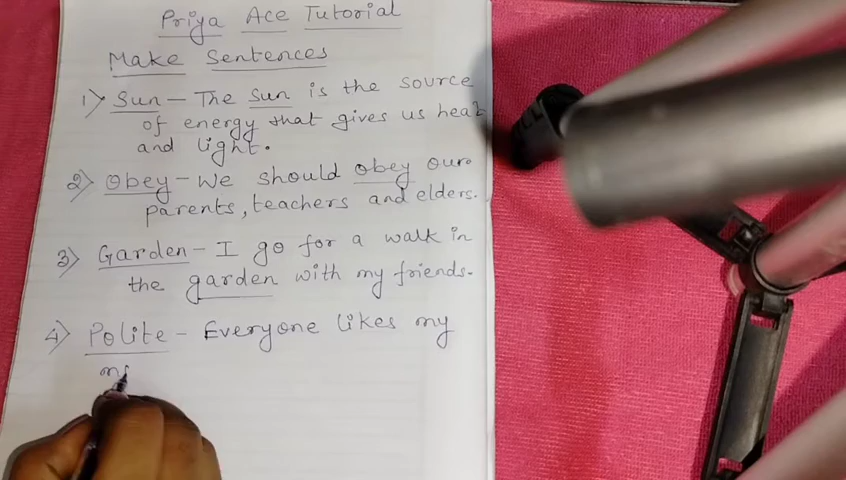 Priya Ace Tutorial
Make Sentences
1) Sun - The sun is the source
of energy that gives us heat
and light.
2) Obey - We should obey our
parents, teachers and elders.
3) Garden - I go for a walk in
the garden with my friends.
4) Polite - Everyone likes my